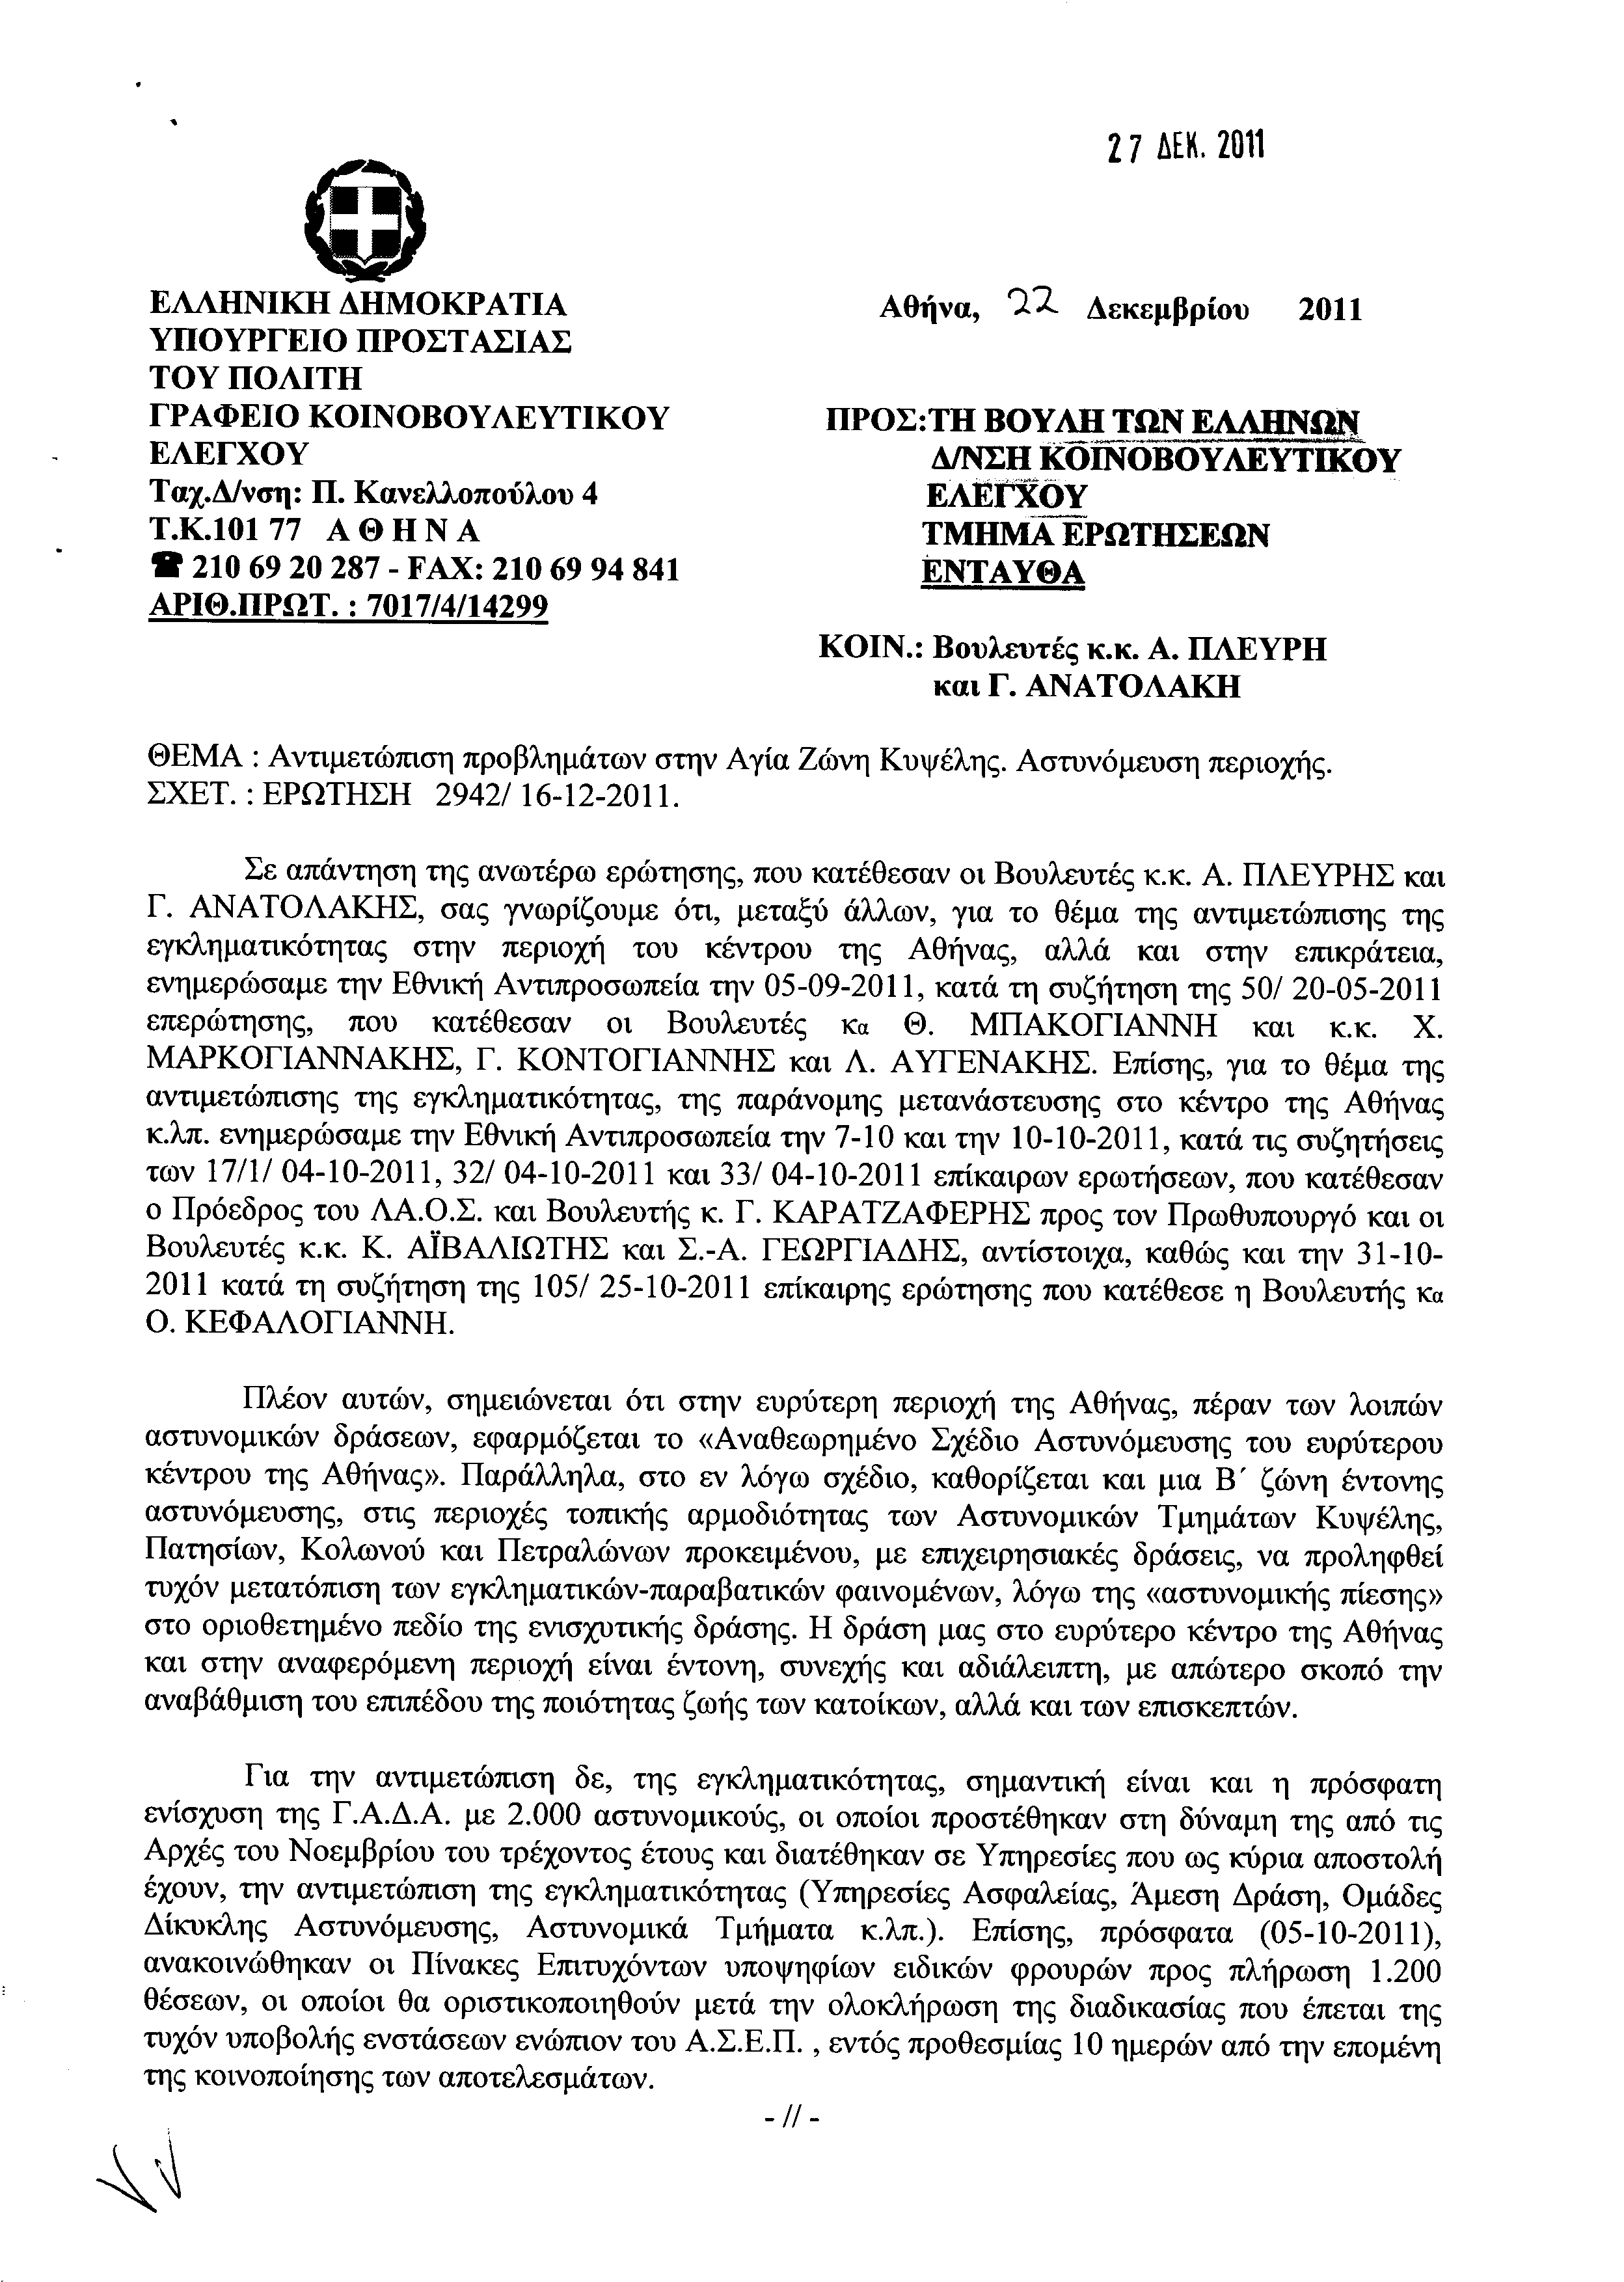 27 ΔΕΚ. 2011
ΕΛΛΗΝΙΚΗ ΔΗΜΟΚΡΑΤΙΑ
ΥΠΟΥΡΓΕΙΟ ΠΡΟΣΤΑΣΙΑΣ
ΤΟΥ ΠΟΛΙΤΗ
ΓΡΑΦΕΙΟ ΚΟΙΝΟΒΟΥΛΕΥΤΙΚΟΥ
ΕΛΕΓΧΟΥ
Ταχ.Δ/νση: Π. Κανελλοπούλου 4
Τ.Κ.101 77 Α Θ Η Ν Α
☎ 210 69 20 287 - FAX: 210 69 94 841
ΑΡΙΘ.ΠΡΩΤ. : 7017/4/14299
Αθήνα, 22 Δεκεμβρίου 2011
ΠΡΟΣ:ΤΗ ΒΟΥΛΗ ΤΩΝ ΕΛΛΗΝΩΝ
Δ/ΝΣΗ ΚΟΙΝΟΒΟΥΛΕΥΤΙΚΟΥ
ΕΛΕΓΧΟΥ
ΤΜΗΜΑ ΕΡΩΤΗΣΕΩΝ
ΕΝΤΑΥΘΑ
ΚΟΙΝ.: Βουλευτές κ.κ. Α. ΠΛΕΥΡΗ
και Γ. ΑΝΑΤΟΛΑΚΗ
ΘΕΜΑ : Αντιμετώπιση προβλημάτων στην Αγία Ζώνη Κυψέλης. Αστυνόμευση περιοχής.
ΣΧΕΤ. : ΕΡΩΤΗΣΗ 2942/ 16-12-2011.
Σε απάντηση της ανωτέρω ερώτησης, που κατέθεσαν οι Βουλευτές κ.κ. Α. ΠΛΕΥΡΗΣ και
Γ. ΑΝΑΤΟΛΑΚΗΣ, σας γνωρίζουμε ότι, μεταξύ άλλων, για το θέμα της αντιμετώπισης της
εγκληματικότητας στην περιοχή του κέντρου της Αθήνας, αλλά και στην επικράτεια,
ενημερώσαμε την Εθνική Αντιπροσωπεία την 05-09-2011, κατά τη συζήτηση της 50/ 20-05-2011
επερώτησης, που κατέθεσαν οι Βουλευτές κα Θ. ΜΠΑΚΟΓΙΑΝΝΗ και κ.κ. Χ.
ΜΑΡΚΟΓΙΑΝΝΑΚΗΣ, Γ. ΚΟΝΤΟΓΙΑΝΝΗΣ και Λ. ΑΥΓΕΝΑΚΗΣ. Επίσης, για το θέμα της
αντιμετώπισης της εγκληματικότητας, της παράνομης μετανάστευσης στο κέντρο της Αθήνας
κ.λπ. ενημερώσαμε την Εθνική Αντιπροσωπεία την 7-10 και την 10-10-2011, κατά τις συζητήσεις
των 17/1/ 04-10-2011, 32/ 04-10-2011 και 33/ 04-10-2011 επίκαιρων ερωτήσεων, που κατέθεσαν
ο Πρόεδρος του ΛΑ.Ο.Σ. και Βουλευτής κ. Γ. ΚΑΡΑΤΖΑΦΕΡΗΣ προς τον Πρωθυπουργό και οι
Βουλευτές κ.κ. Κ. ΑΪΒΑΛΙΩΤΗΣ και Σ.-Α. ΓΕΩΡΓΙΑΔΗΣ, αντίστοιχα, καθώς και την 31-10-
2011 κατά τη συζήτηση της 105/ 25-10-2011 επίκαιρης ερώτησης που κατέθεσε η Βουλευτής κα
Ο. ΚΕΦΑΛΟΓΙΑΝΝΗ.
Πλέον αυτών, σημειώνεται ότι στην ευρύτερη περιοχή της Αθήνας, πέραν των λοιπών
αστυνομικών δράσεων, εφαρμόζεται το «Αναθεωρημένο Σχέδιο Αστυνόμευσης του ευρύτερου
κέντρου της Αθήνας». Παράλληλα, στο εν λόγω σχέδιο, καθορίζεται και μια Β΄ ζώνη έντονης
αστυνόμευσης, στις περιοχές τοπικής αρμοδιότητας των Αστυνομικών Τμημάτων Κυψέλης,
Πατησίων, Κολωνού και Πετραλώνων προκειμένου, με επιχειρησιακές δράσεις, να προληφθεί
τυχόν μετατόπιση των εγκληματικών-παραβατικών φαινομένων, λόγω της «αστυνομικής πίεσης»
στο οριοθετημένο πεδίο της ενισχυτικής δράσης. Η δράση μας στο ευρύτερο κέντρο της Αθήνας
και στην αναφερόμενη περιοχή είναι έντονη, συνεχής και αδιάλειπτη, με απώτερο σκοπό την
αναβάθμιση του επιπέδου της ποιότητας ζωής των κατοίκων, αλλά και των επισκεπτών.
Για την αντιμετώπιση δε, της εγκληματικότητας, σημαντική είναι και η πρόσφατη
ενίσχυση της Γ.Α.Δ.Α. με 2.000 αστυνομικούς, οι οποίοι προστέθηκαν στη δύναμη της από τις
Αρχές του Νοεμβρίου του τρέχοντος έτους και διατέθηκαν σε Υπηρεσίες που ως κύρια αποστολή
έχουν, την αντιμετώπιση της εγκληματικότητας (Υπηρεσίες Ασφαλείας, Άμεση Δράση, Ομάδες
Δίκυκλης Αστυνόμευσης, Αστυνομικά Τμήματα κ.λπ.). Επίσης, πρόσφατα (05-10-2011),
ανακοινώθηκαν οι Πίνακες Επιτυχόντων υποψηφίων ειδικών φρουρών προς πλήρωση 1.200
θέσεων, οι οποίοι θα οριστικοποιηθούν μετά την ολοκλήρωση της διαδικασίας που έπεται της
τυχόν υποβολής ενστάσεων ενώπιον του Α.Σ.Ε.Π. , εντός προθεσμίας 10 ημερών από την επομένη
της κοινοποίησης των αποτελεσμάτων.
- // -